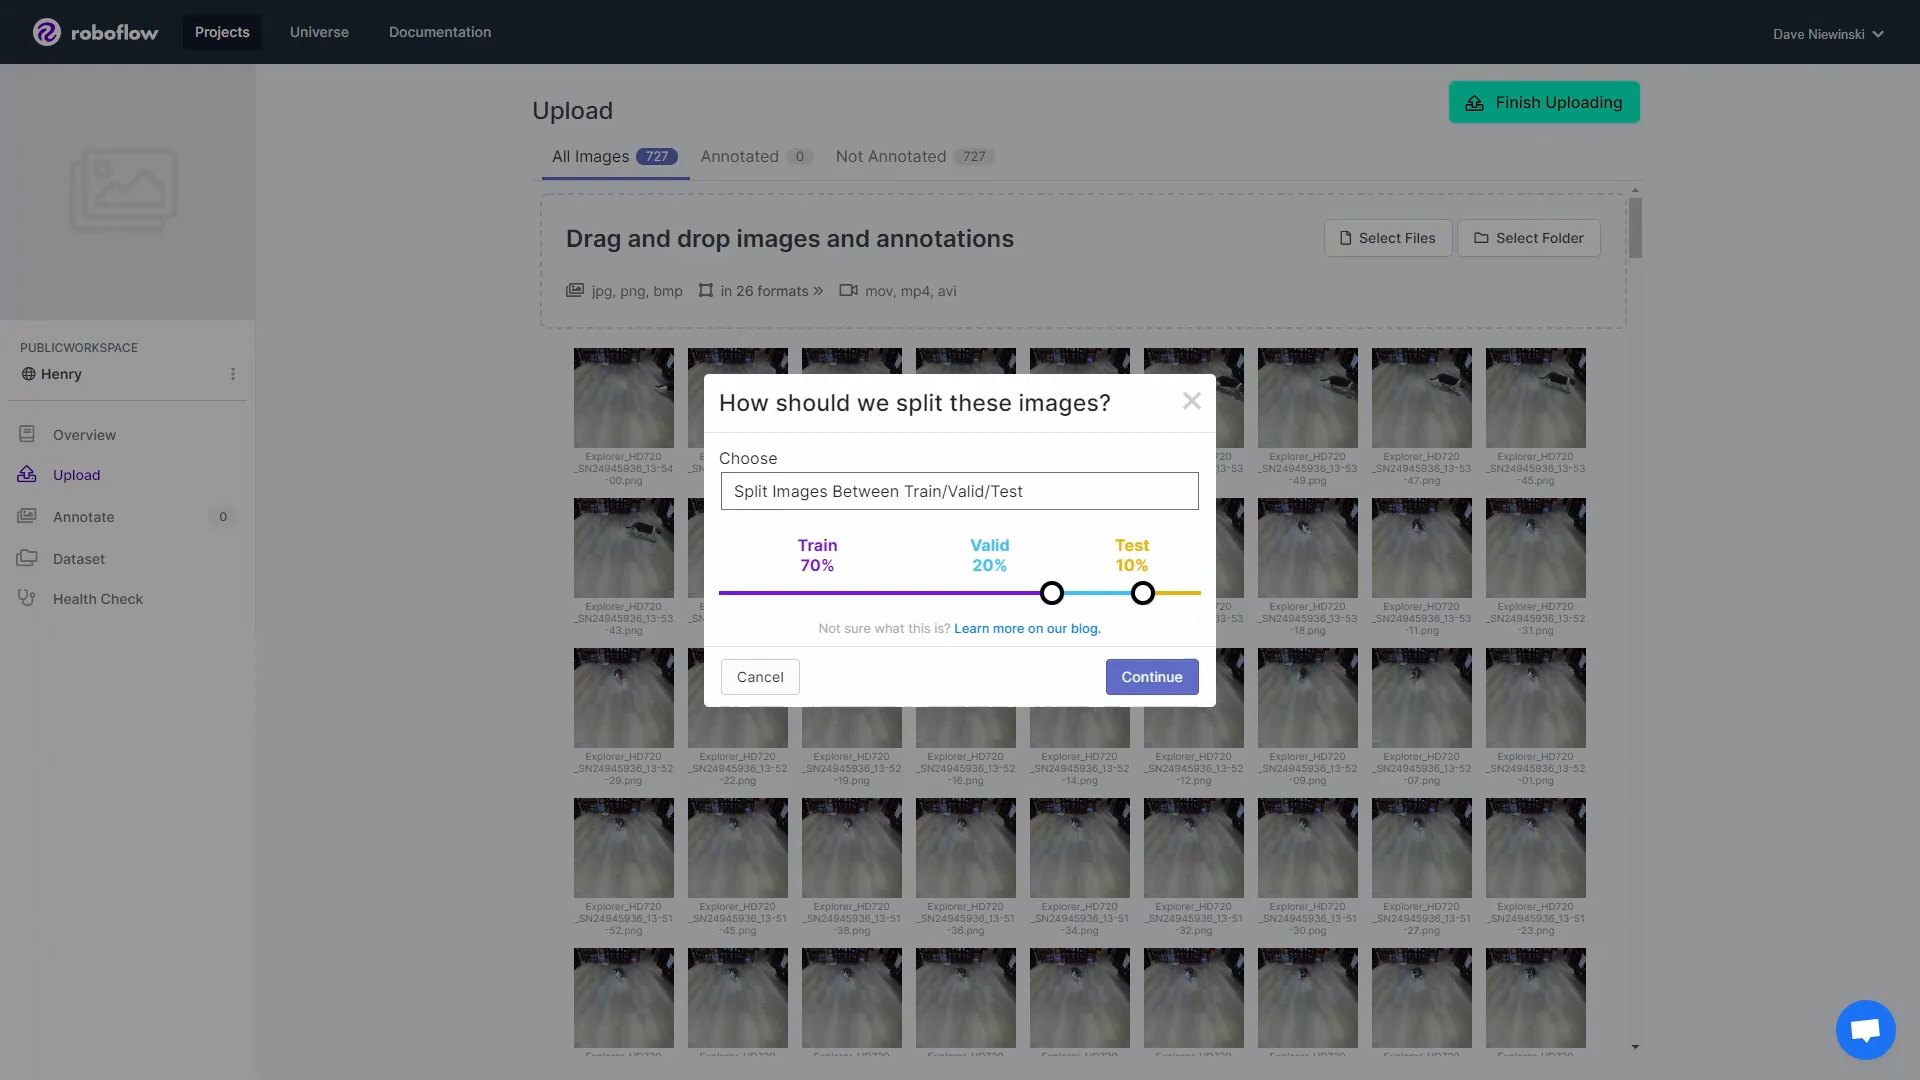 roboflow
Projects
Universe
Documentation
Dave Niewinski
Upload
Finish Uploading
All Images 727
Annotated 0
Not Annotated 727
Drag and drop images and annotations
Select Files
Select Folder
jpg, png, bmp
in 26 formats »
mov, mp4, avi
PUBLICWORKSPACE
Henry
Overview
Upload
Annotate 0
Dataset
Health Check
How should we split these images?
Choose
Split Images Between Train/Valid/Test
Train
70%
Valid
20%
Test
10%
Not sure what this is? Learn more on our blog.
Cancel
Continue
Explorer_HD720
_SN24945936_13-54
-00.png
Explorer_HD720
_SN24945936_13-53
-49.png
Explorer_HD720
_SN24945936_13-53
-47.png
Explorer_HD720
_SN24945936_13-53
-45.png
Explorer_HD720
_SN24945936_13-53
-43.png
Explorer_HD720
_SN24945936_13-53
-18.png
Explorer_HD720
_SN24945936_13-53
-11.png
Explorer_HD720
_SN24945936_13-52
-31.png
Explorer_HD720
_SN24945936_13-52
-29.png
Explorer_HD720
_SN24945936_13-52
-22.png
Explorer_HD720
_SN24945936_13-52
-19.png
Explorer_HD720
_SN24945936_13-52
-16.png
Explorer_HD720
_SN24945936_13-52
-14.png
Explorer_HD720
_SN24945936_13-52
-12.png
Explorer_HD720
_SN24945936_13-52
-09.png
Explorer_HD720
_SN24945936_13-52
-07.png
Explorer_HD720
_SN24945936_13-52
-01.png
Explorer_HD720
_SN24945936_13-51
-52.png
Explorer_HD720
_SN24945936_13-51
-45.png
Explorer_HD720
_SN24945936_13-51
-38.png
Explorer_HD720
_SN24945936_13-51
-36.png
Explorer_HD720
_SN24945936_13-51
-34.png
Explorer_HD720
_SN24945936_13-51
-32.png
Explorer_HD720
_SN24945936_13-51
-30.png
Explorer_HD720
_SN24945936_13-51
-27.png
Explorer_HD720
_SN24945936_13-51
-23.png